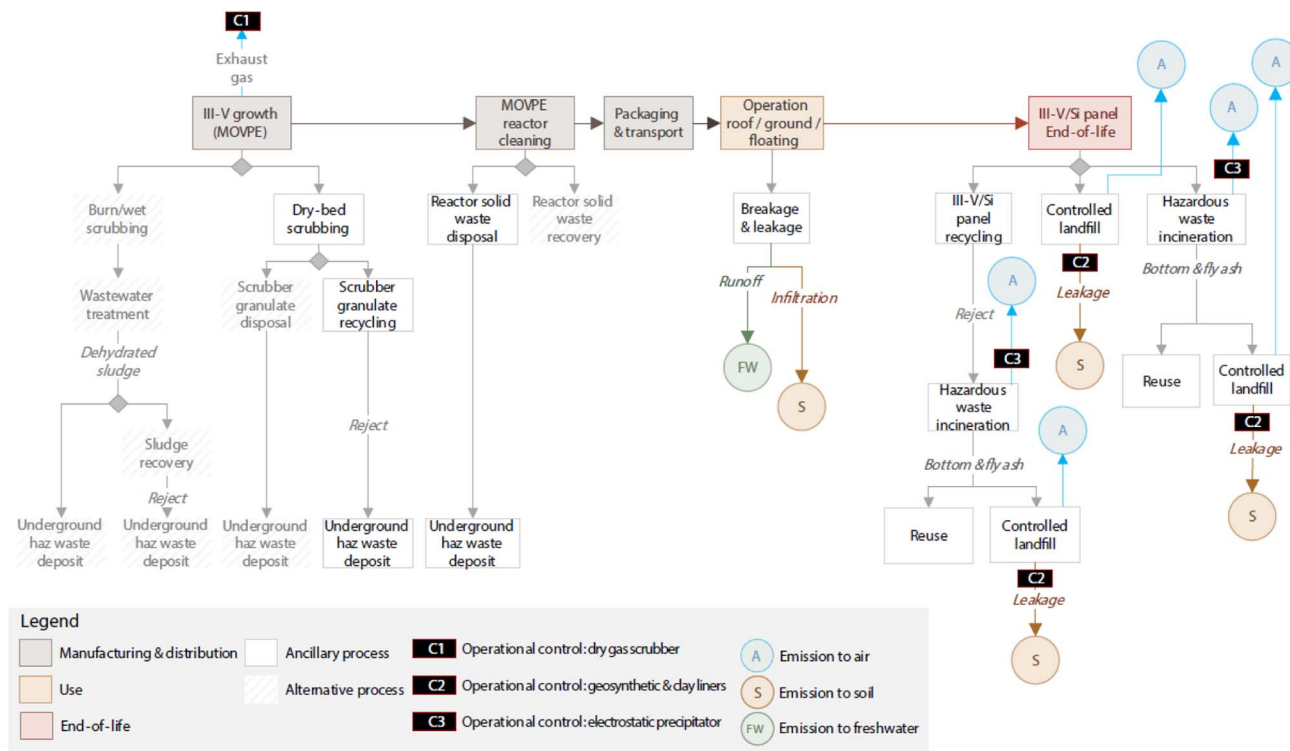 C1
Exhaust
gas
III-V growth
(MOVPE)
MOVPE
reactor
cleaning
Packaging
& transport
Operation
roof / ground /
floating
III-V/Si panel
End-of-life
A
A
A
C3
Burn/wet
scrubbing
Dry-bed
scrubbing
Reactor solid
waste
disposal
Reactor solid
waste
recovery
Breakage
& leakage
III-V/Si
panel
recycling
Controlled
landfill
Hazardous
waste
incineration
C2
Leakage
S
Bottom & fly ash
Wastewater
treatment
Scrubber
granulate
disposal
Scrubber
granulate
recycling
Runoff
Infiltration
FW
S
Reject
A
C3
Reuse
Controlled
landfill
C2
Leakage
S
Dehydrated
sludge
Sludge
recovery
Reject
Reject
Hazardous
waste
incineration
Bottom & fly ash
A
Reuse
Controlled
landfill
C2
Leakage
S
Underground
haz waste
deposit
Underground
haz waste
deposit
Underground
haz waste
deposit
Underground
haz waste
deposit
Underground
haz waste
deposit
Legend
Manufacturing & distribution
Use
End-of-life
Ancillary process
Alternative process
C1 Operational control: dry gas scrubber
C2 Operational control: geosynthetic & clay liners
C3 Operational control: electrostatic precipitator
A Emission to air
S Emission to soil
FW Emission to freshwater